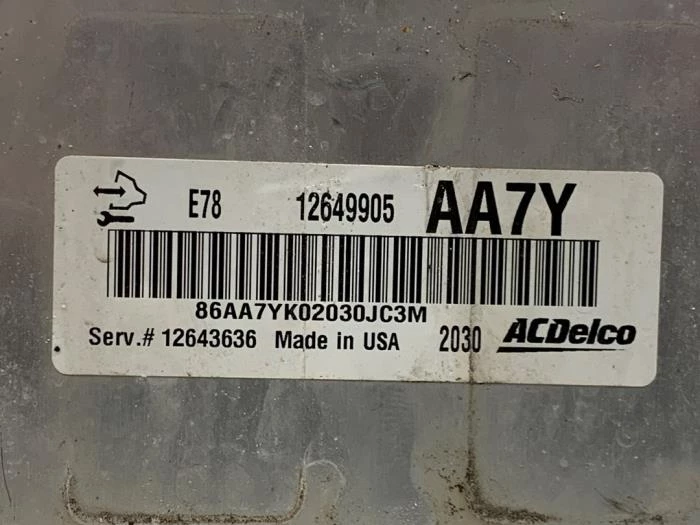 E78 12649905 AA7Y
86AA7YK02030JC3M
Serv.# 12643636 Made in USA 2030 ACDelco